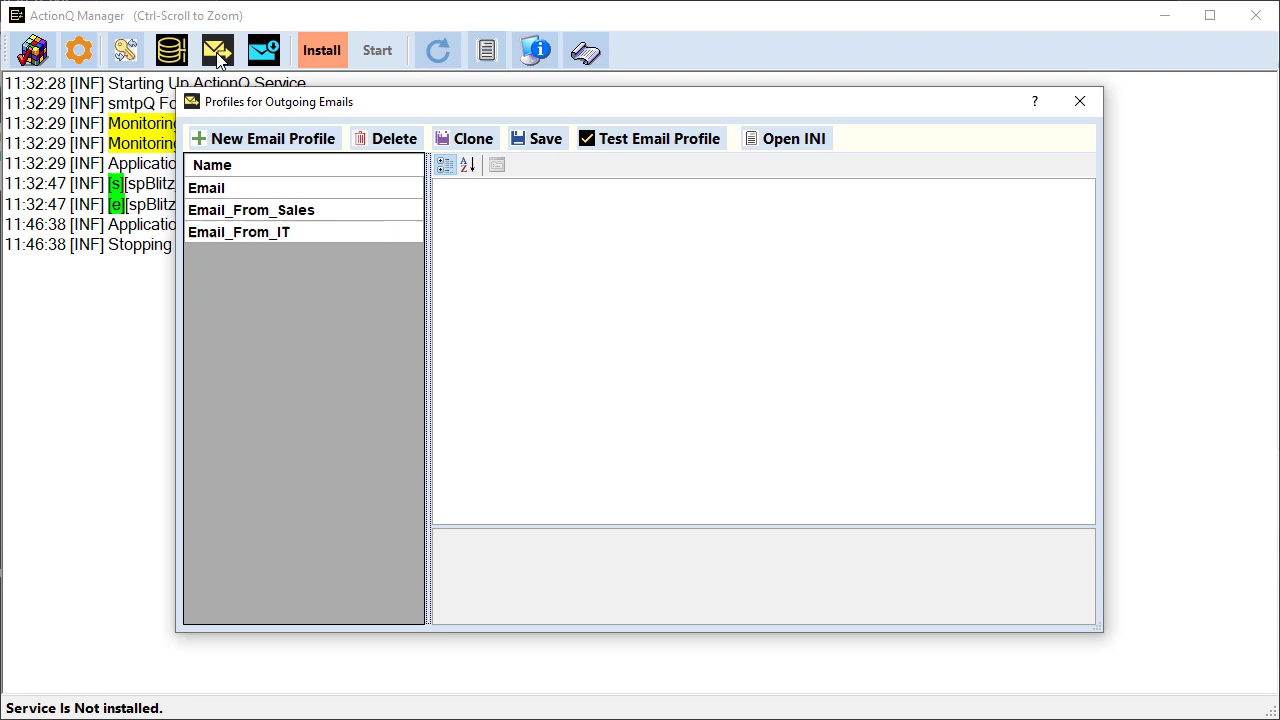 ActionQ Manager (Ctrl-Scroll to Zoom)
Install Start
11:32:28 [INF] Starting Up ActionQ Service
11:32:29 [INF] smtpQ Fo
11:32:29 [INF] Monitoring
11:32:29 [INF] Monitoring
11:32:29 [INF] Applicatio
11:32:47 [INF] [s][spBlitz
11:32:47 [INF] [e][spBlitz
11:46:38 [INF] Applicatio
11:46:38 [INF] Stopping
Profiles for Outgoing Emails ?
New Email Profile Delete Clone Save Test Email Profile Open INI
Name
Email
Email_From_Sales
Email_From_IT
Service Is Not installed.